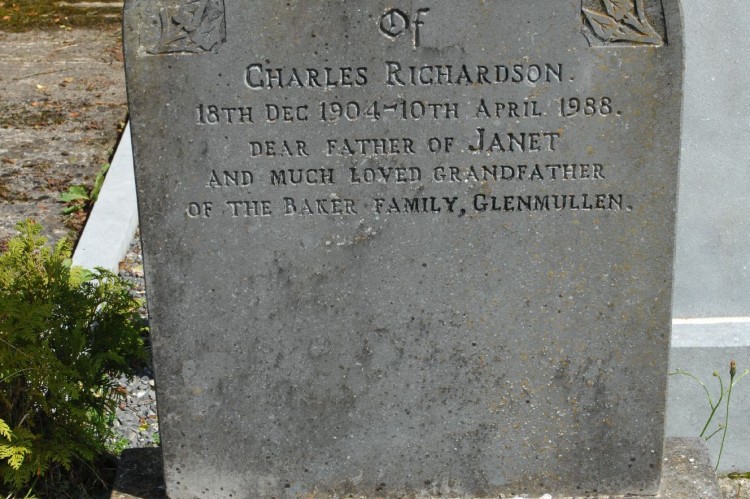 Of
Charles Richardson.
18th Dec 1904-10th April 1988.
Dear Father of Janet
and much loved grandfather
of the Baker family, Glenmullen.